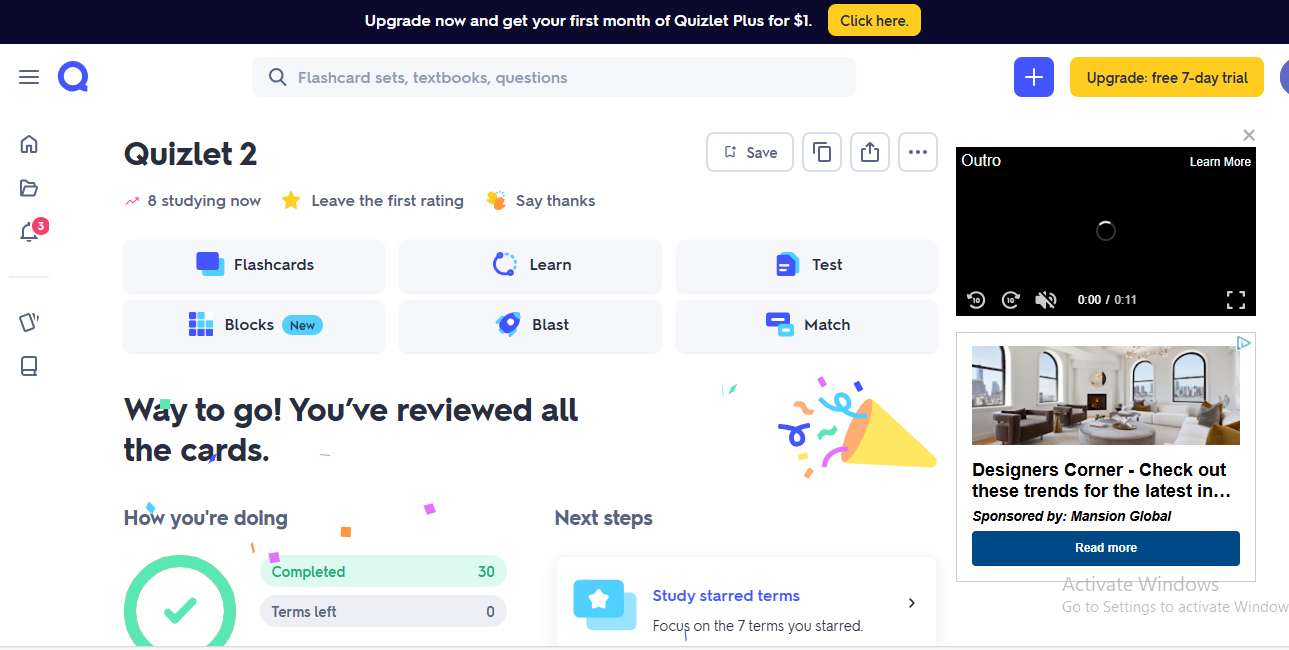 Upgrade now and get your first month of Quizlet Plus for $1. Click here.
Flashcard sets, textbooks, questions
Upgrade: free 7-day trial
3
Quizlet 2
Save
8 studying now
Leave the first rating
Say thanks
Flashcards
Learn
Test
Blocks New
Blast
Match
Way to go! You’ve reviewed all
the cards.
How you're doing
Completed 30
Terms left 0
Next steps
Study starred terms
Focus on the 7 terms you starred.
Outro
Learn More
10
10
0:00 / 0:11
Designers Corner - Check out
these trends for the latest in…
Sponsored by: Mansion Global
Read more
Activate Windows
Go to Settings to activate Window